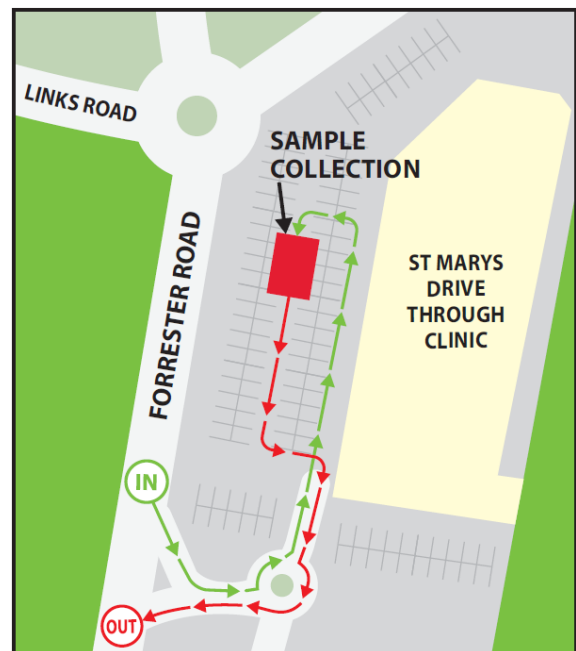 LINKS ROAD
SAMPLE
COLLECTION
FORRESTER ROAD
ST MARYS
DRIVE
THROUGH
CLINIC
IN
OUT